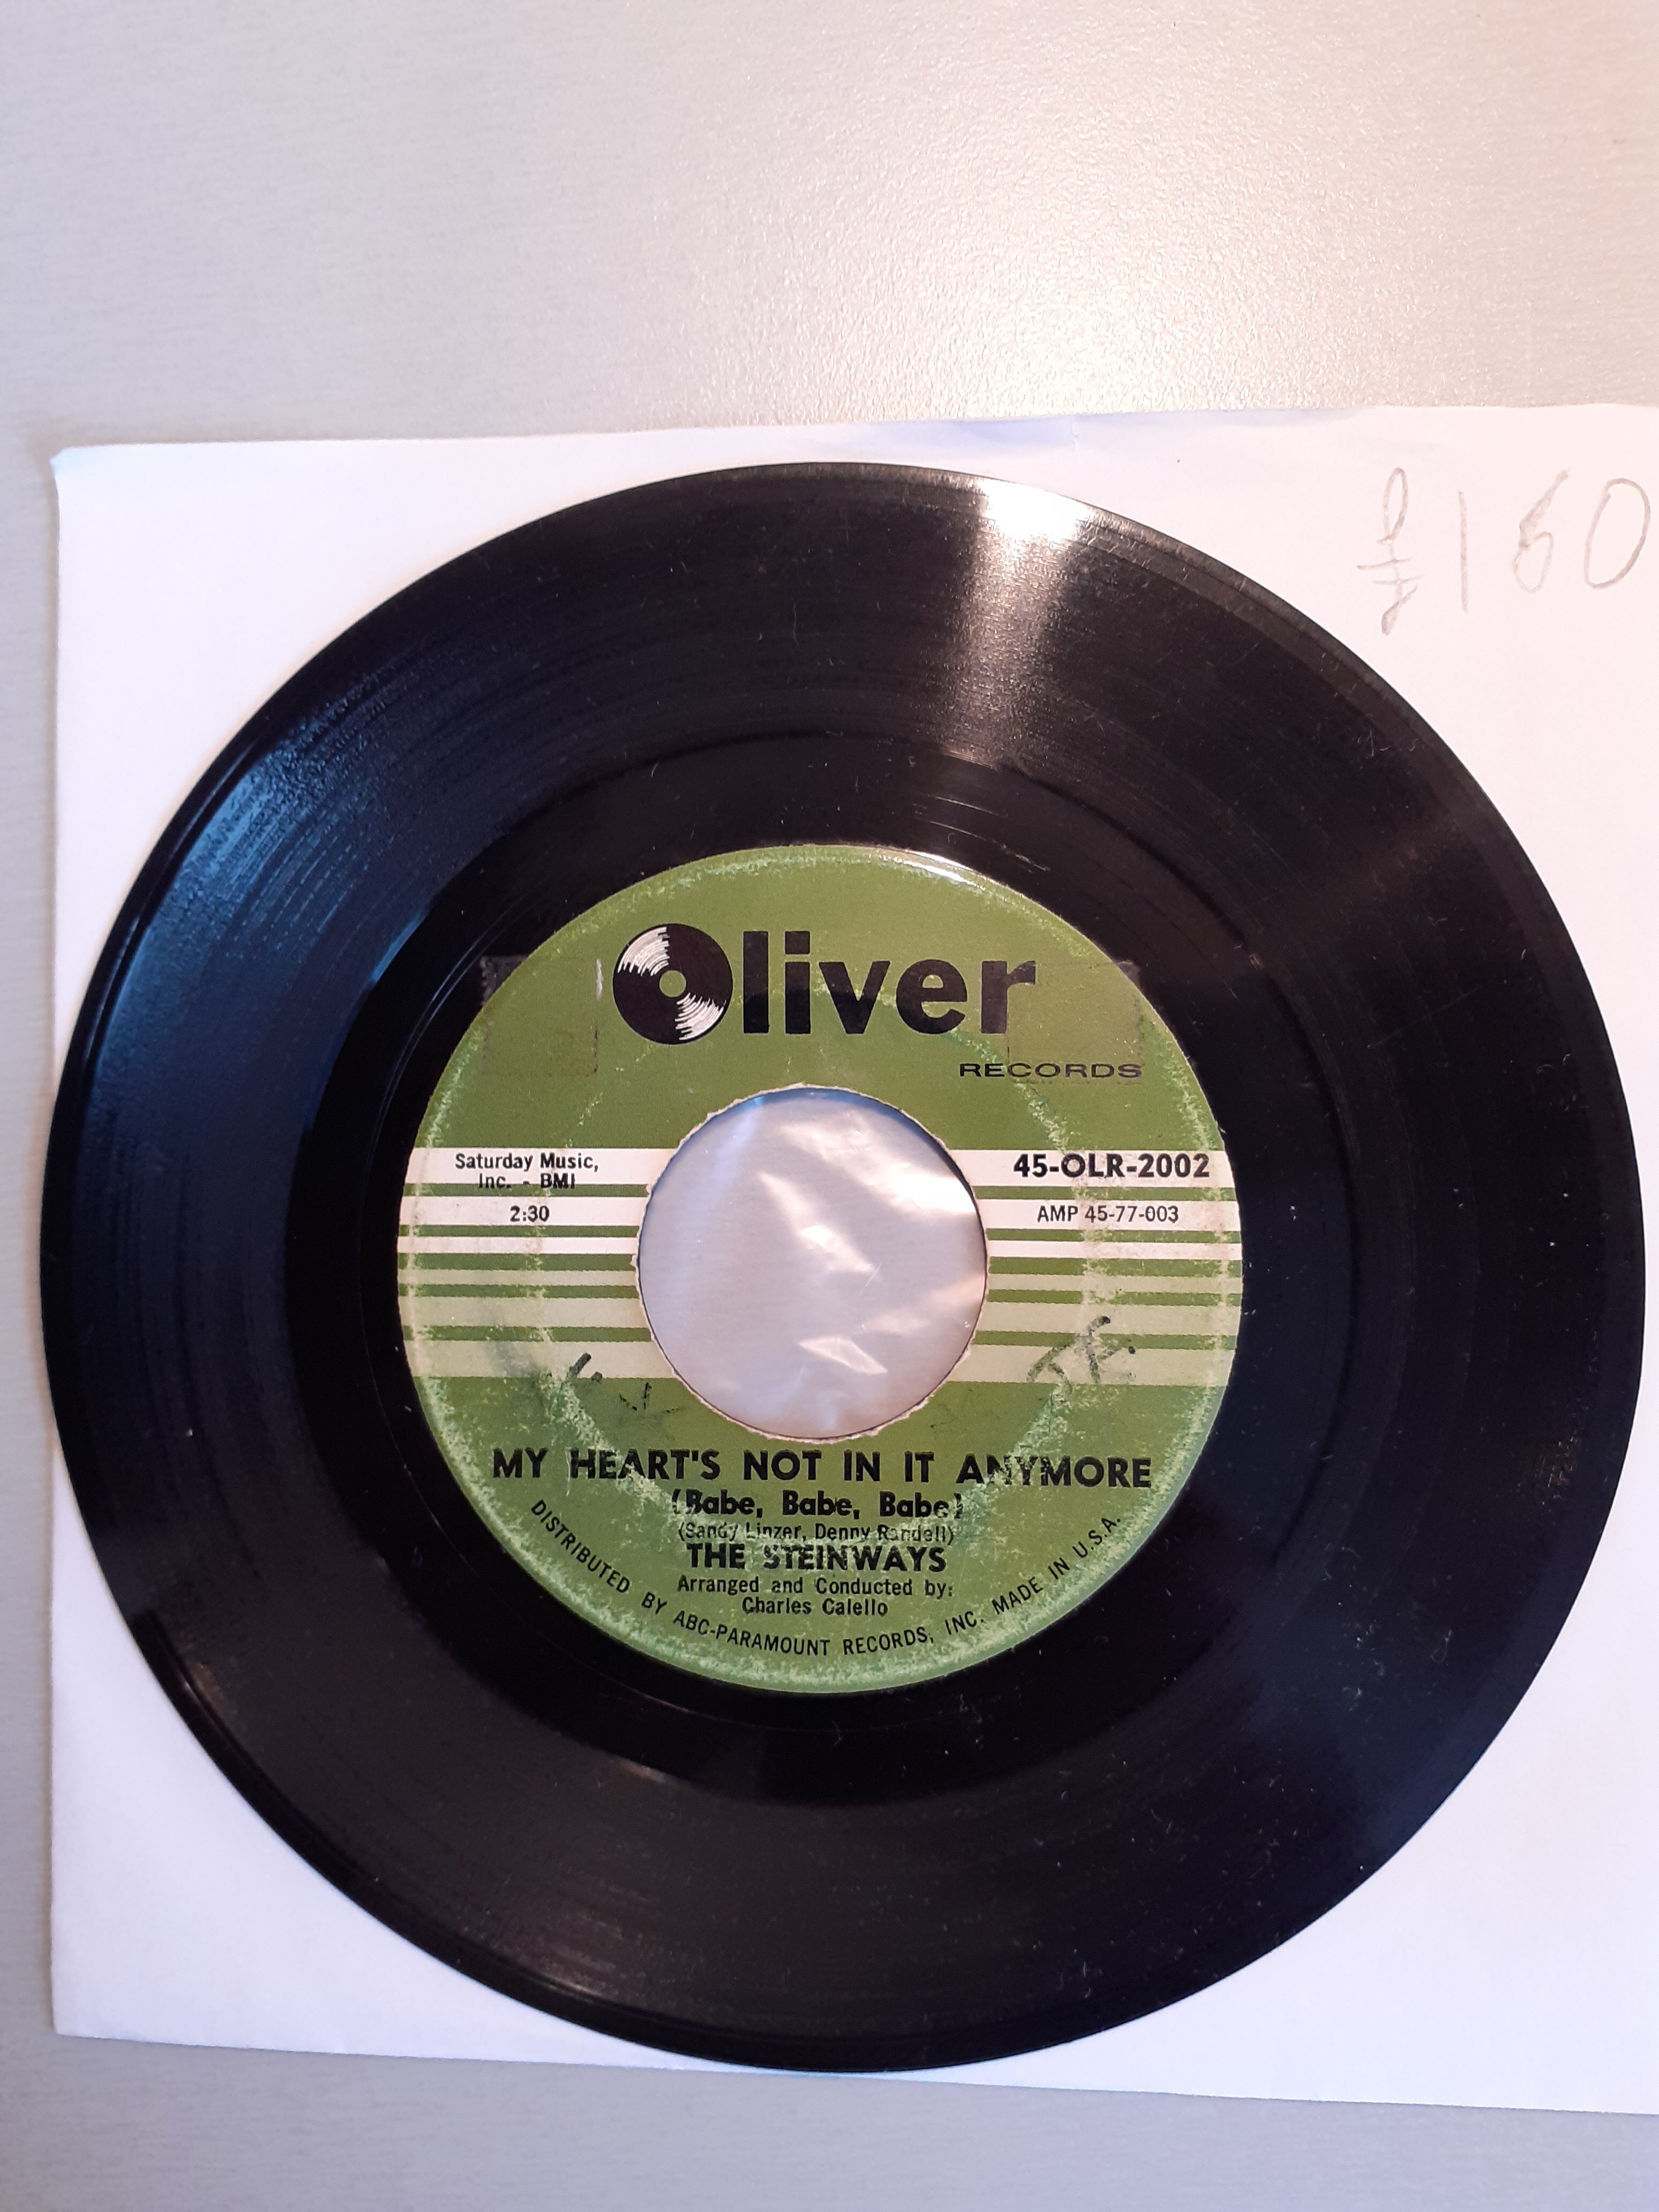 £160
Oliver
RECORDS
Saturday Music,
Inc. - BMI
2:30
45-OLR-2002
AMP 45-77-003
JA
MY HEART'S NOT IN IT ANYMORE
(Babe, Babe, Babe)
(Sandy Linzer, Denny Randell)
THE STEINWAYS
Arranged and Conducted by:
Charles Calello
DISTRIBUTED BY ABC-PARAMOUNT RECORDS, INC. MADE IN U.S.A.